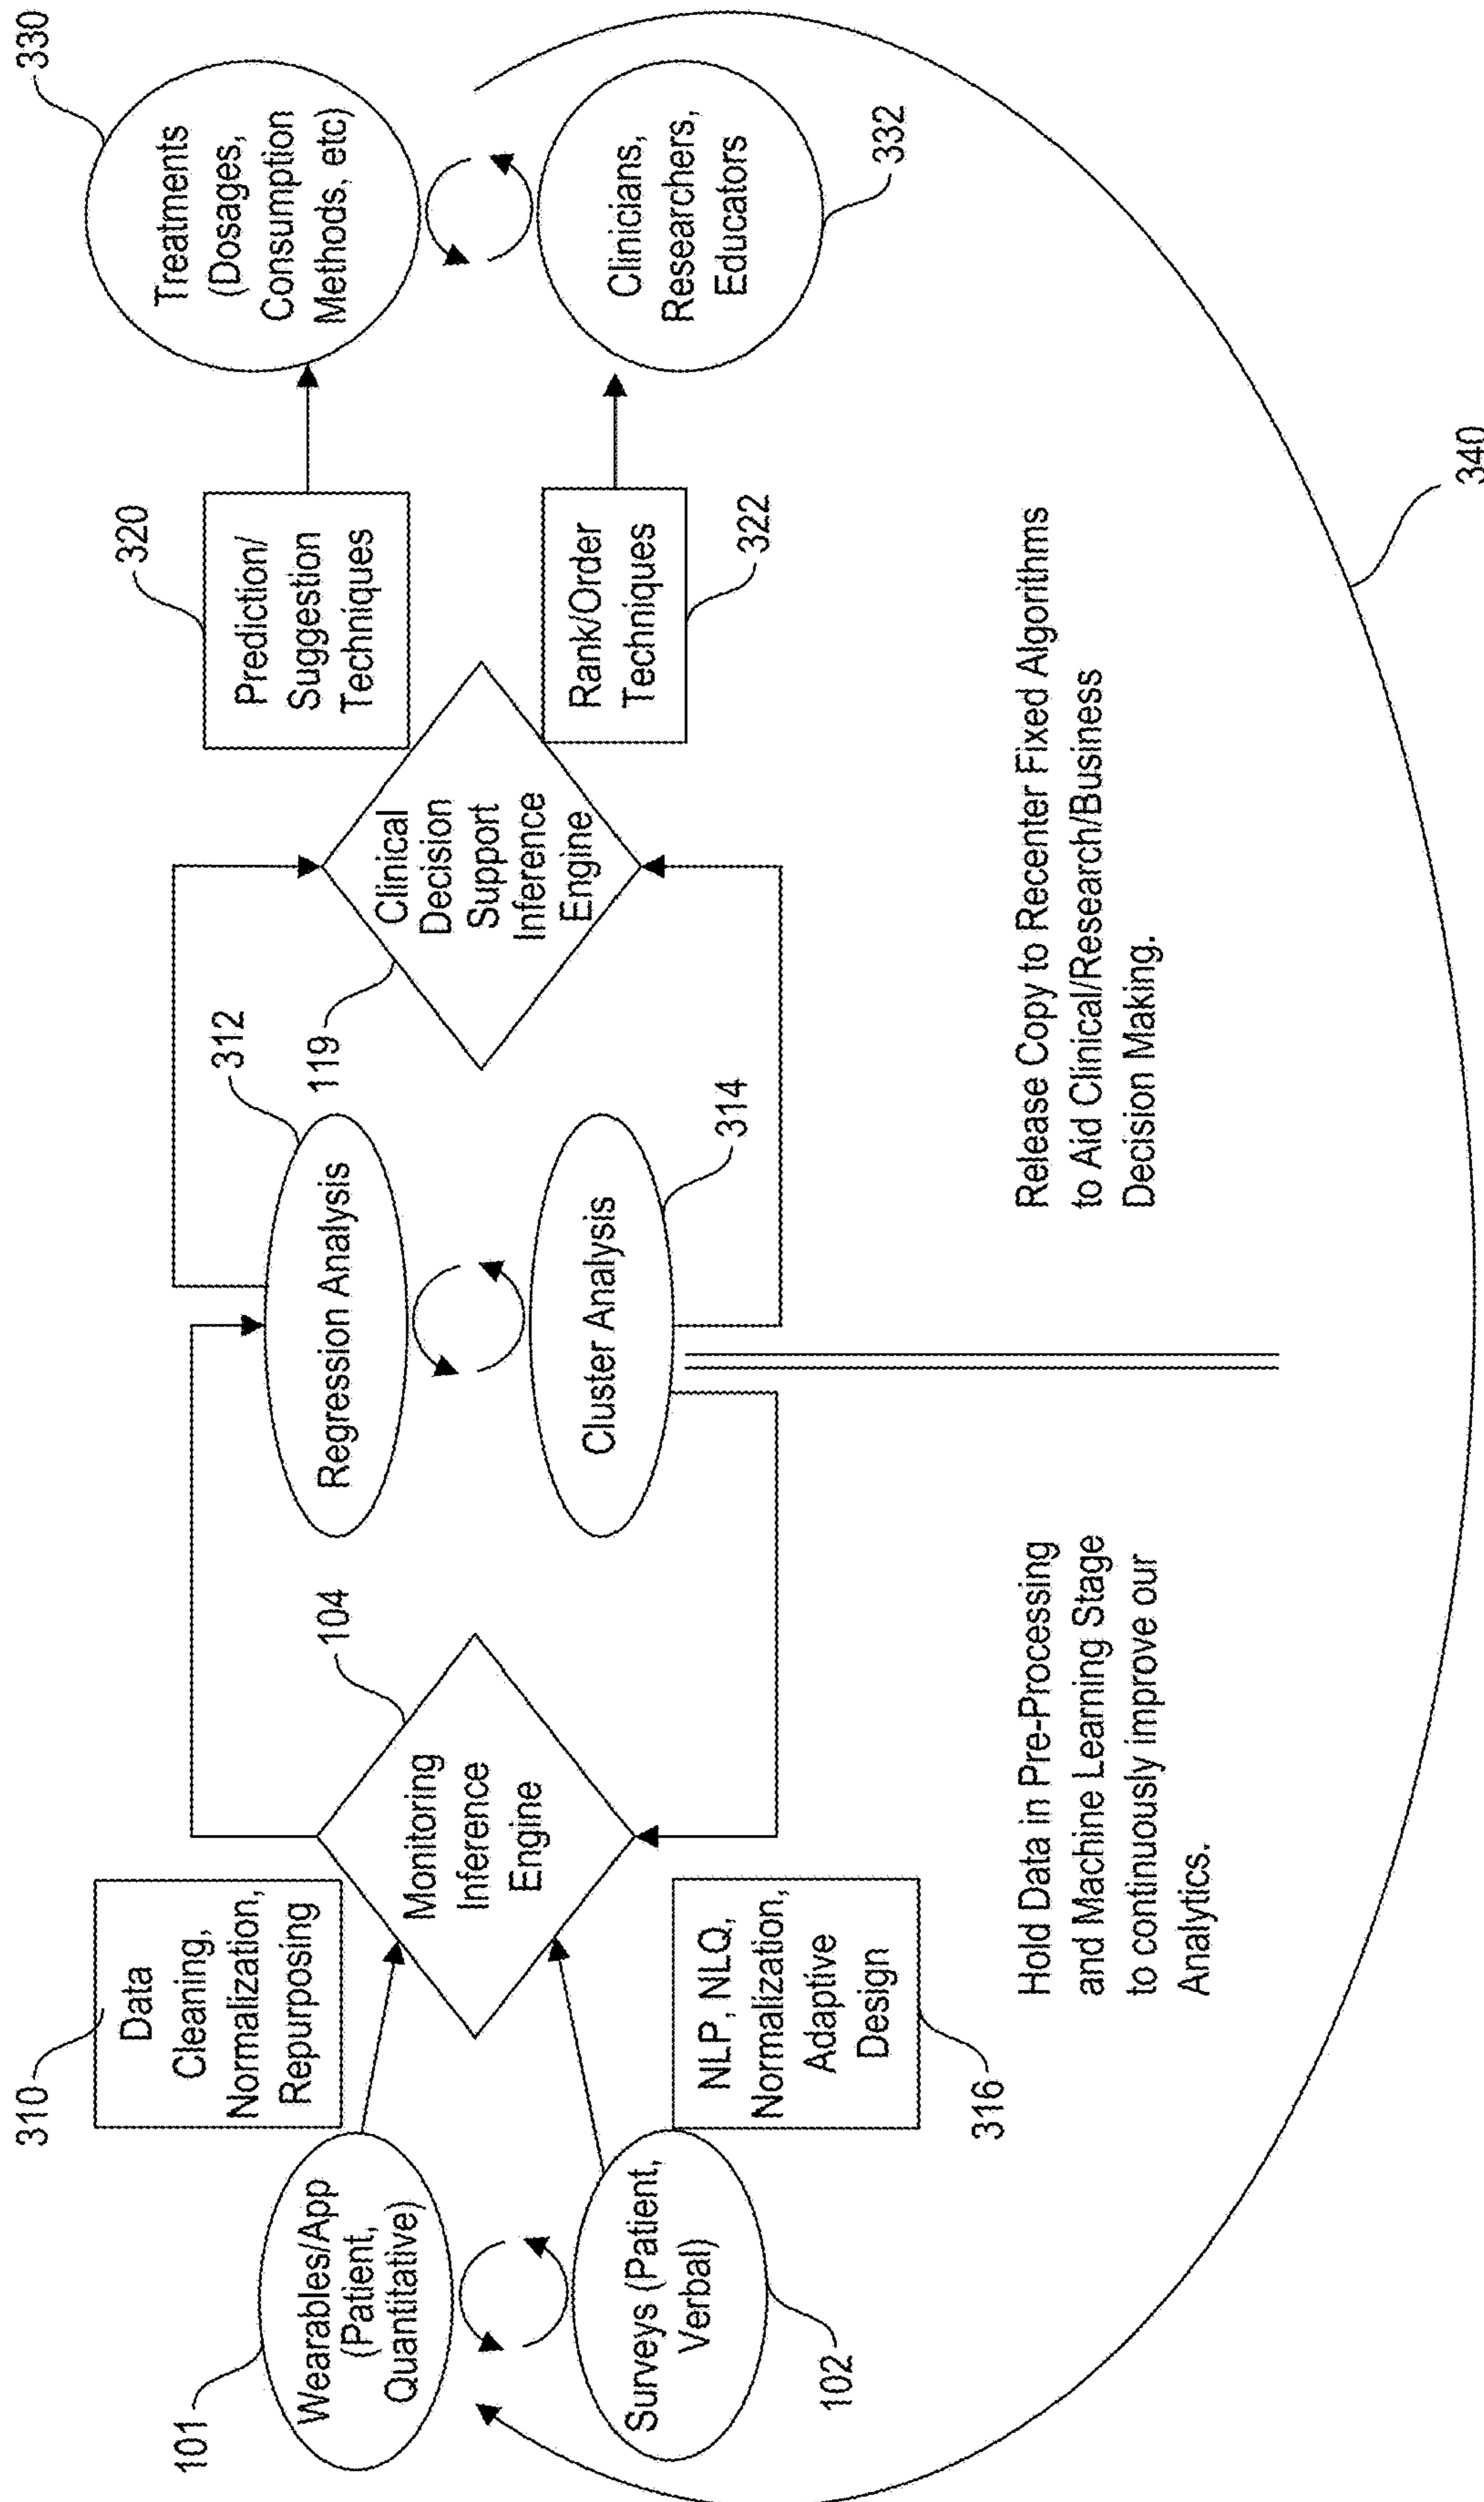 310
Data
Cleaning,
Normalization,
Repurposing
101
Wearables/App
(Patient,
Quantitative)
Surveys (Patient,
Verbal)
102
NLP, NLQ,
Normalization,
Adaptive
Design
316
104
Monitoring
Inference
Engine
312
Regression Analysis
Cluster Analysis
314
119
Clinical
Decision
Support
Inference
Engine
320
Prediction/
Suggestion
Techniques
Rank/Order
Techniques
322
330
Treatments
(Dosages,
Consumption
Methods, etc)
Clinicians,
Researchers,
Educators
332
Hold Data in Pre-Processing
and Machine Learning Stage
to continuously improve our
Analytics.
Release Copy to Recenter Fixed Algorithms
to Aid Clinical/Research/Business
Decision Making.
340